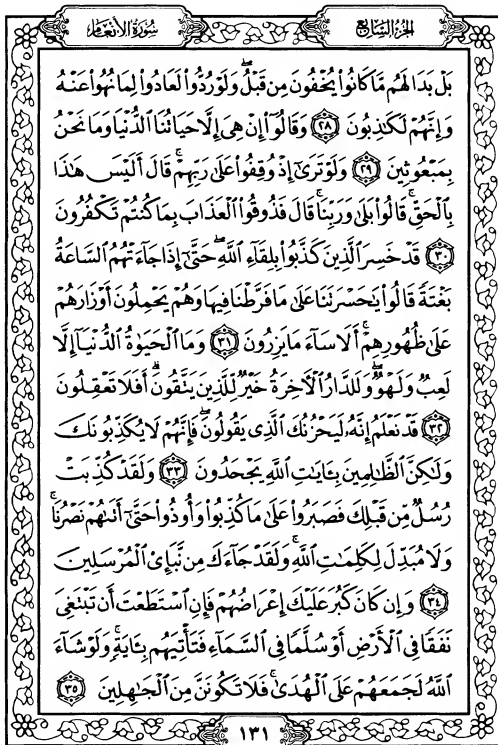 سورة الأنعام
الجزء السابع
بَلْ بَدَا لَهُم مَّا كَانُوا۟ يُخْفُونَ مِن قَبْلُ ۖ وَلَوْ رُدُّوا۟ لَعَادُوا۟ لِمَا نُهُوا۟ عَنْهُ
وَإِنَّهُمْ لَكَٰذِبُونَ ٢٨ وَقَالُوٓا۟ إِنْ هِىَ إِلَّا حَيَاتُنَا ٱلدُّنْيَا وَمَا نَحْنُ
بِمَبْعُوثِينَ ٢٩ وَلَوْ تَرَىٰٓ إِذْ وُقِفُوا۟ عَلَىٰ رَبِّهِمْ ۚ قَالَ أَلَيْسَ هَٰذَا
بِٱلْحَقِّ ۚ قَالُوا۟ بَلَىٰ وَرَبِّنَا ۚ قَالَ فَذُوقُوا۟ ٱلْعَذَابَ بِمَا كُنتُمْ تَكْفُرُونَ
٣٠ قَدْ خَسِرَ ٱلَّذِينَ كَذَّبُوا۟ بِلِقَآءِ ٱللَّهِ ۖ حَتَّىٰٓ إِذَا جَآءَتْهُمُ ٱلسَّاعَةُ
بَغْتَةً قَالُوا۟ يَٰحَسْرَتَنَا عَلَىٰ مَا فَرَّطْنَا فِيهَا وَهُمْ يَحْمِلُونَ أَوْزَارَهُمْ
عَلَىٰ ظُهُورِهِمْ ۚ أَلَا سَآءَ مَا يَزِرُونَ ٣١ وَمَا ٱلْحَيَوٰةُ ٱلدُّنْيَآ إِلَّا
لَعِبٌ وَلَهْوٌ ۖ وَلَلدَّارُ ٱلْءَاخِرَةُ خَيْرٌ لِّلَّذِينَ يَتَّقُونَ ۗ أَفَلَا تَعْقِلُونَ
٣٢ قَدْ نَعْلَمُ إِنَّهُۥ لَيَحْزُنُكَ ٱلَّذِى يَقُولُونَ ۖ فَإِنَّهُمْ لَا يُكَذِّبُونَكَ
وَلَٰكِنَّ ٱلظَّٰلِمِينَ بِـَٔايَٰتِ ٱللَّهِ يَجْحَدُونَ ٣٣ وَلَقَدْ كُذِّبَتْ
رُسُلٌ مِّن قَبْلِكَ فَصَبَرُوا۟ عَلَىٰ مَا كُذِّبُوا۟ وَأُوذُوا۟ حَتَّىٰٓ أَتَىٰهُمْ نَصْرُنَا ۚ
وَلَا مُبَدِّلَ لِكَلِمَٰتِ ٱللَّهِ ۚ وَلَقَدْ جَآءَكَ مِن نَّبَإِى۟ ٱلْمُرْسَلِينَ
٣٤ وَإِن كَانَ كَبُرَ عَلَيْكَ إِعْرَاضُهُمْ فَإِنِ ٱسْتَطَعْتَ أَن تَبْتَغِىَ
نَفَقًا فِى ٱلْأَرْضِ أَوْ سُلَّمًا فِى ٱلسَّمَآءِ فَتَأْتِيَهُم بِـَٔايَةٍ ۚ وَلَوْ شَآءَ
ٱللَّهُ لَجَمَعَهُمْ عَلَى ٱلْهُدَىٰ ۚ فَلَا تَكُونَنَّ مِنَ ٱلْجَٰهِلِينَ ٣٥
١٣١